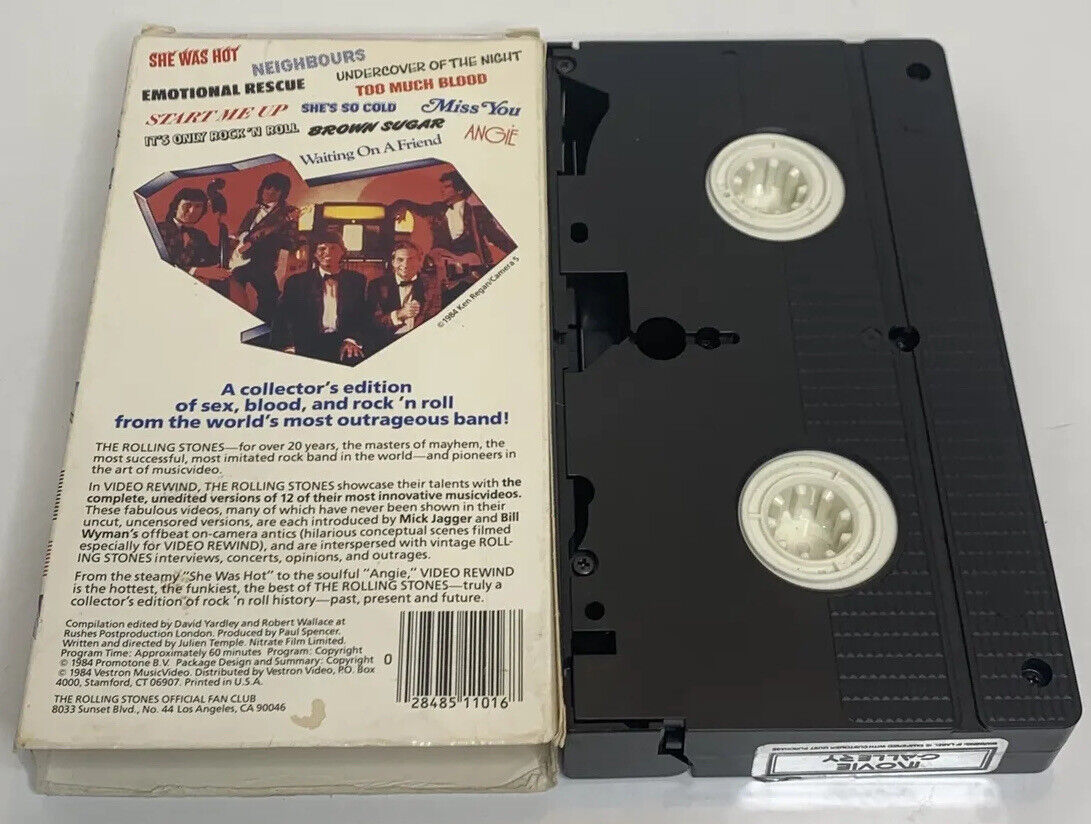 SHE WAS HOT
NEIGHBOURS
UNDERCOVER OF THE NIGHT
EMOTIONAL RESCUE
TOO MUCH BLOOD
START ME UP
SHE'S SO COLD
Miss You
IT'S ONLY ROCK 'N ROLL
BROWN SUGAR
ANGIE
Waiting On A Friend
© 1984 Ken Regan/Camera 5
A collector's edition
of sex, blood, and rock 'n roll
from the world's most outrageous band!
THE ROLLING STONES—for over 20 years, the masters of mayhem, the
most successful, most imitated rock band in the world—and pioneers in
the art of musicvideo.
In VIDEO REWIND, THE ROLLING STONES showcase their talents with the
complete, unedited versions of 12 of their most innovative musicvideos.
These fabulous videos, many of which have never been shown in their
uncut, uncensored versions, are each introduced by Mick Jagger and Bill
Wyman's offbeat on-camera antics (hilarious conceptual scenes filmed
especially for VIDEO REWIND), and are interspersed with vintage ROLL-
ING STONES interviews, concerts, opinions, and outrages.
From the steamy "She Was Hot" to the soulful "Angie," VIDEO REWIND
is the hottest, the funkiest, the best of THE ROLLING STONES—truly a
collector's edition of rock 'n roll history—past, present and future.
Compilation edited by David Yardley and Robert Wallace at
Rushes Postproduction London. Produced by Paul Spencer.
Written and directed by Julien Temple. Nitrate Film Limited.
Program Time: Approximately 60 minutes Program: Copyright
© 1984 Promotone B.V. Package Design and Summary: Copyright
© 1984 Vestron MusicVideo. Distributed by Vestron Video, P.O. Box
4000, Stamford, CT 06907. Printed in U.S.A.
THE ROLLING STONES OFFICIAL FAN CLUB
8033 Sunset Blvd., No. 44 Los Angeles, CA 90046
0 28485 11016
MOVIE
GALLERY
WARNING: IF LABEL IS TAMPERED WITH CUSTOMER MUST PURCHASE